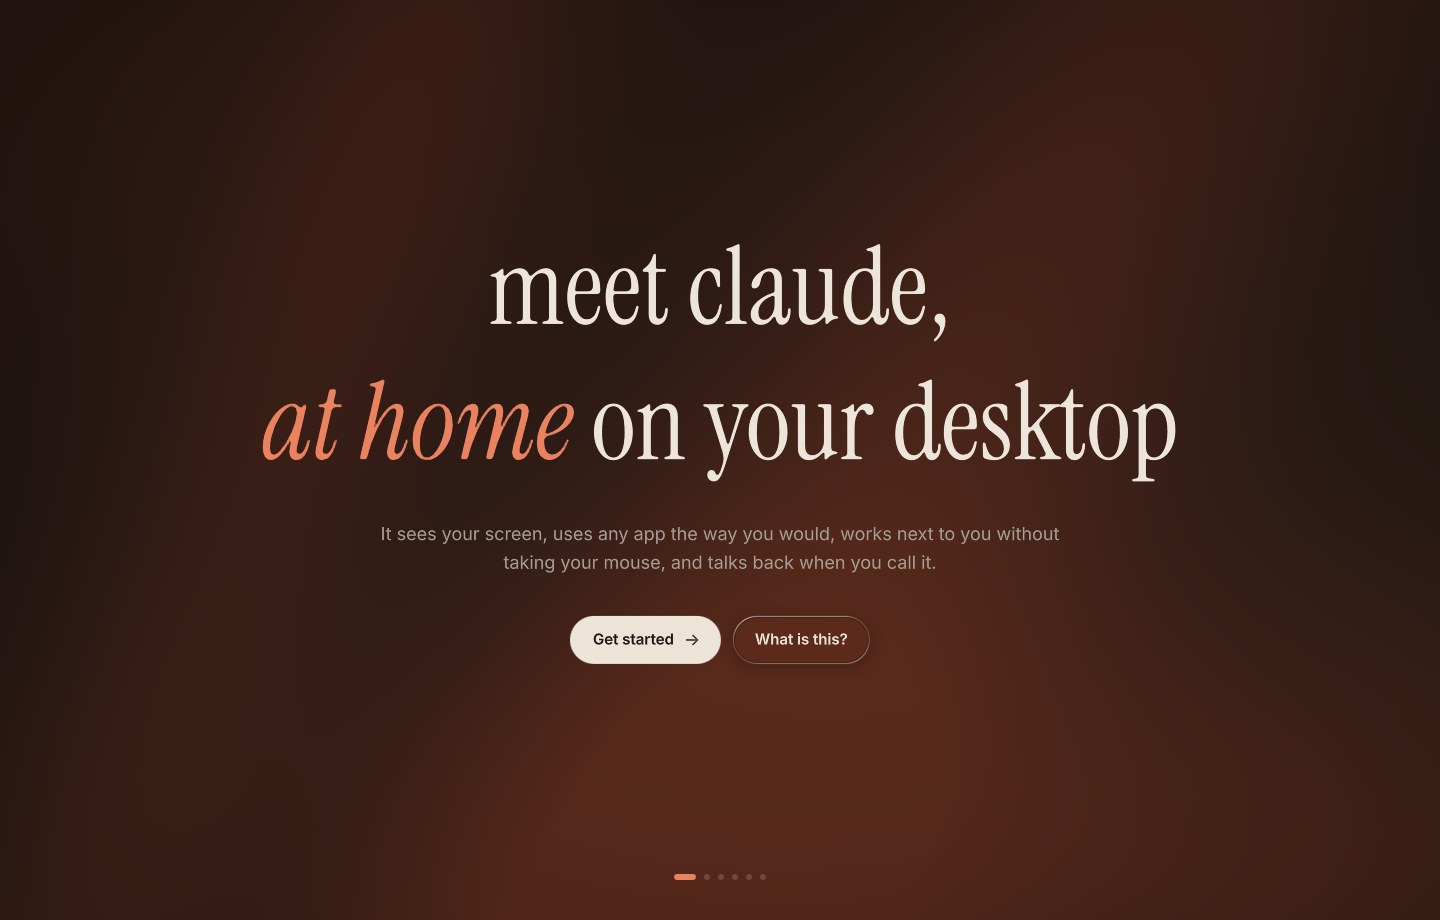 meet claude,
at home on your desktop
It sees your screen, uses any app the way you would, works next to you without
taking your mouse, and talks back when you call it.
Get started →
What is this?